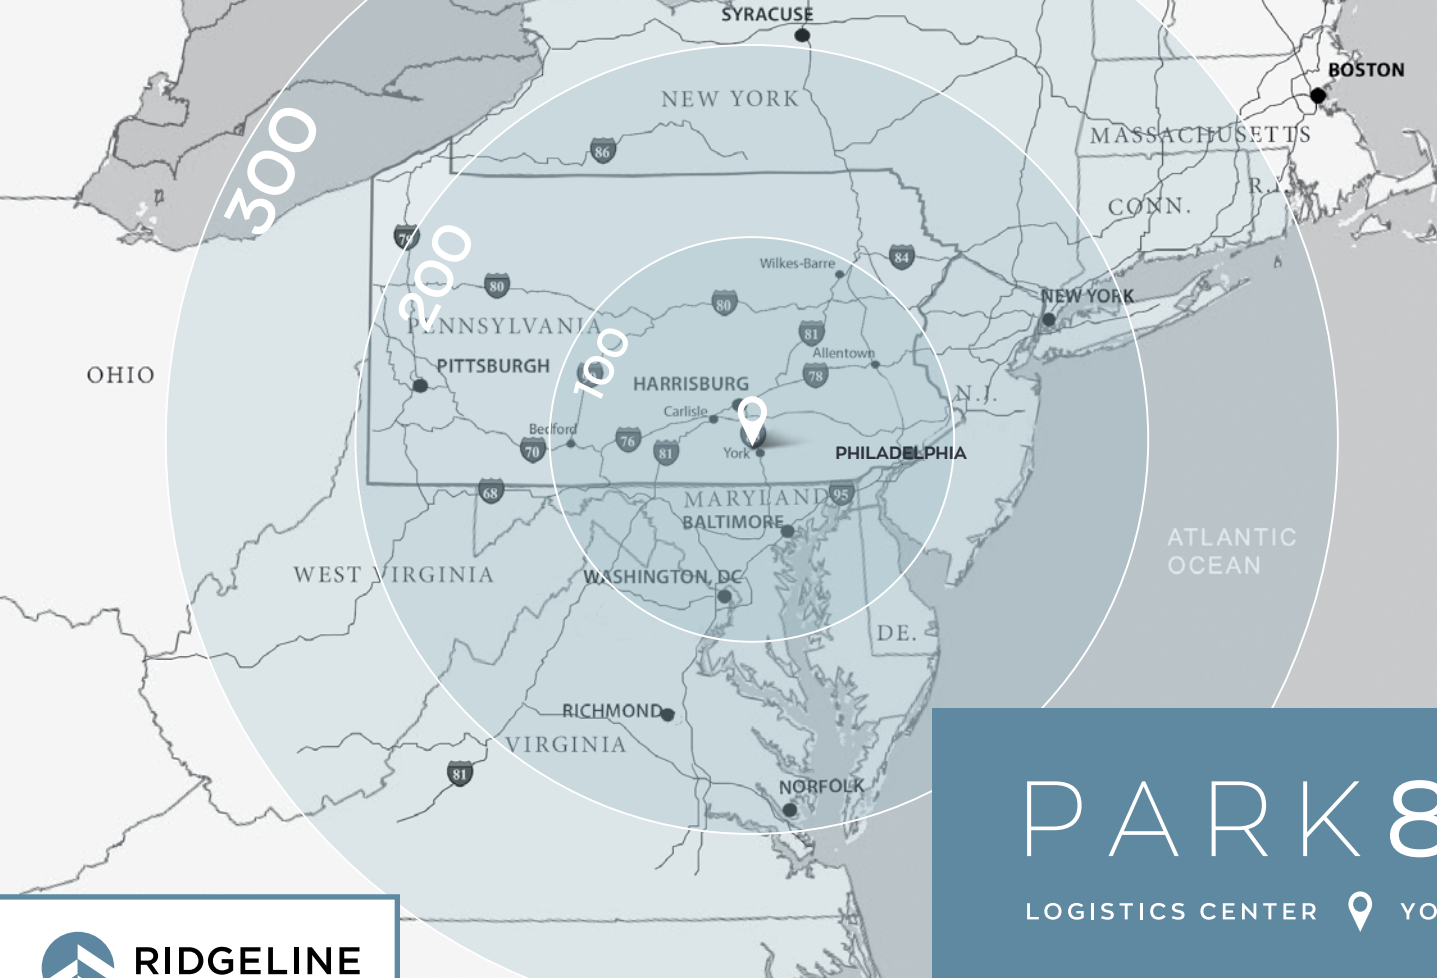 SYRACUSE
BOSTON
NEW YORK
MASSACHUSETTS
86
300
R.I.
CONN.
79
200
84
Wilkes-Barre
80
80
NEW YORK
PENNSYLVANIA
81
100
Allentown
PITTSBURGH
OHIO
78
HARRISBURG
N.J.
Carlisle
Bedford
76
70
81
York
PHILADELPHIA
68
MARYLAND
95
BALTIMORE
ATLANTIC
OCEAN
WEST VIRGINIA
WASHINGTON, DC
DE.
RICHMOND
VIRGINIA
81
NORFOLK
PARK8
LOGISTICS CENTER
YO
RIDGELINE